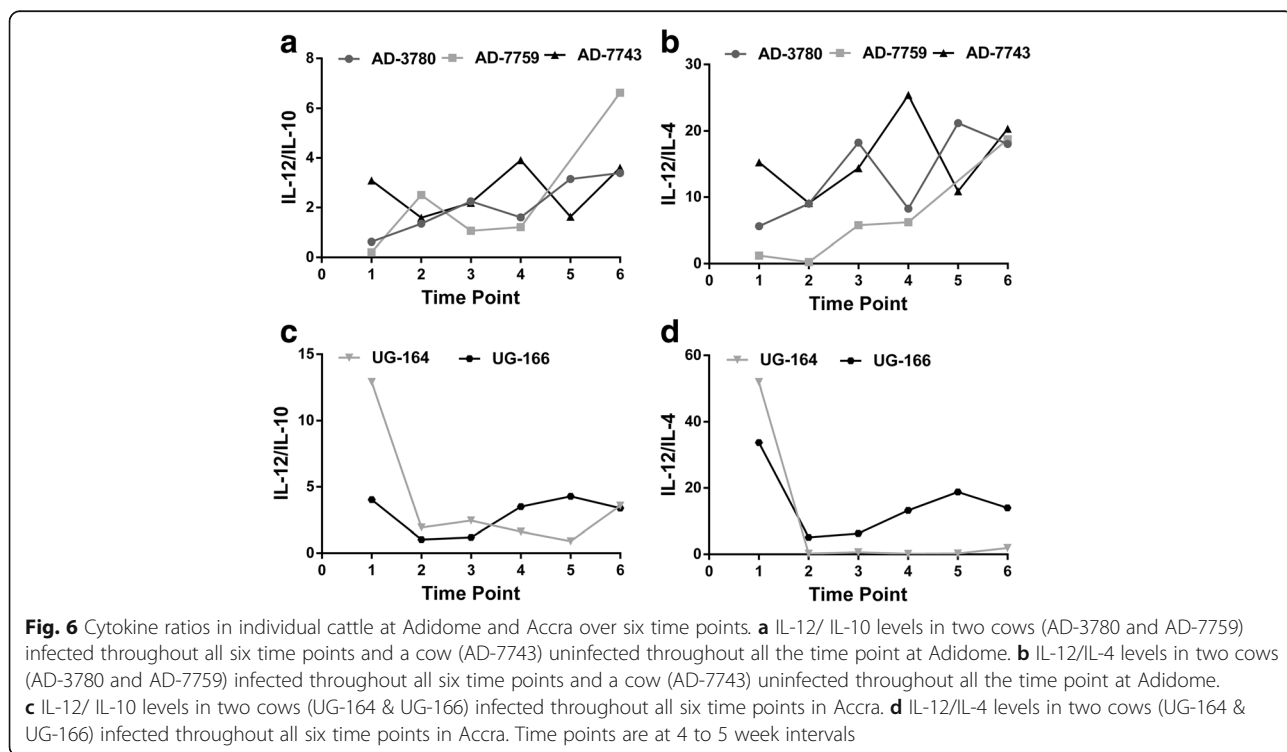 a
AD-3780 AD-7759 AD-7743
8
6
4
2
0
IL-12/IL-10
0 1 2 3 4 5 6
Time Point
b
AD-3780 AD-7759 AD-7743
30
20
10
0
IL-12/IL-4
0 1 2 3 4 5 6
Time Point
c
UG-164 UG-166
15
10
5
0
IL-12/IL-10
0 1 2 3 4 5 6
Time Point
d
UG-164 UG-166
60
40
20
0
IL-12/IL-4
0 1 2 3 4 5 6
Time Point
Fig. 6 Cytokine ratios in individual cattle at Adidome and Accra over six time points. a IL-12/ IL-10 levels in two cows (AD-3780 and AD-7759)
infected throughout all six time points and a cow (AD-7743) uninfected throughout all the time point at Adidome. b IL-12/IL-4 levels in two cows
(AD-3780 and AD-7759) infected throughout all six time points and a cow (AD-7743) uninfected throughout all the time point at Adidome.
c IL-12/ IL-10 levels in two cows (UG-164 & UG-166) infected throughout all six time points in Accra. d IL-12/IL-4 levels in two cows (UG-164 &
UG-166) infected throughout all six time points in Accra. Time points are at 4 to 5 week intervals